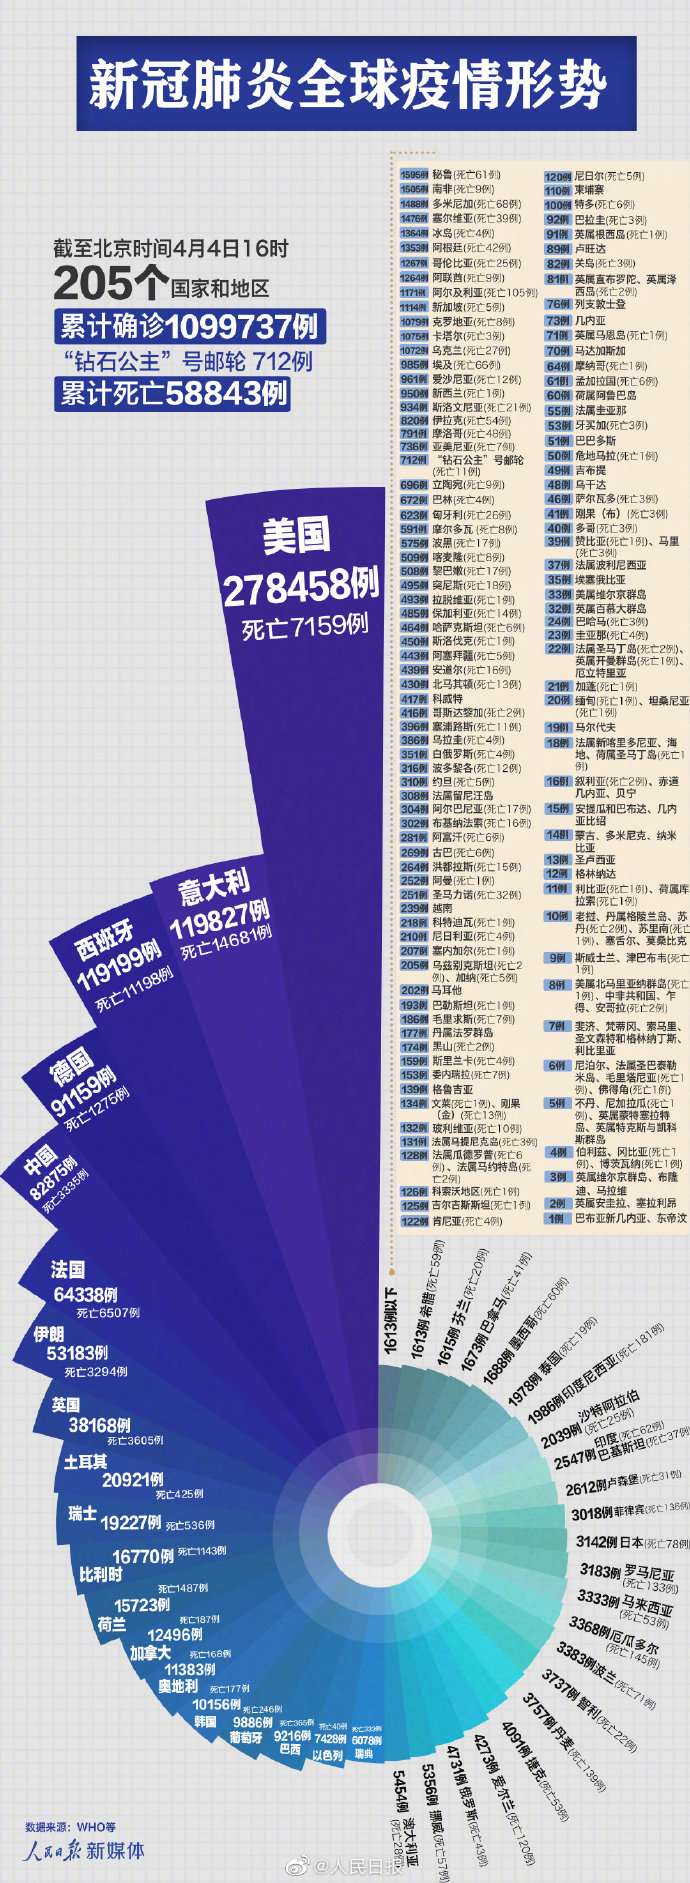 新冠肺炎全球疫情形势
截至北京时间4月4日16时
205个国家和地区
累计确诊1099737例
“钻石公主”号邮轮 712例
累计死亡58843例
美国
278458例
死亡7159例
意大利
119827例
死亡14681例
西班牙
119199例
死亡11198例
德国
91159例
死亡1275例
中国
82875例
死亡3335例
法国
64338例
死亡6507例
伊朗
53183例
死亡3294例
英国
38168例
死亡3605例
土耳其
20921例
死亡425例
瑞士 19227例 死亡536例
16770例 死亡1143例
比利时
死亡1487例
15723例
荷兰
死亡187例
12496例
加拿大
死亡168例
11383例
奥地利
死亡177例
10156例
韩国
死亡246例
9886例
葡萄牙
死亡365例
9216例
巴西
死亡40例
7428例
以色列
死亡333例
6078例
瑞典
5454例 澳大利亚
(死亡28例)
5356例 挪威(死亡57例)
4731例 俄罗斯(死亡43例)
4273例 爱尔兰(死亡120例)
4091例 捷克(死亡53例)
3757例 丹麦(死亡139例)
3737例 智利(死亡22例)
3383例波兰(死亡71例)
3368例厄瓜多尔
(死亡145例)
3333例 马来西亚
(死亡53例)
3183例 罗马尼亚
(死亡133例)
3142例 日本(死亡78例)
3018例菲律宾(死亡136例)
2612例卢森堡(死亡31例)
2547例 印度(死亡62例)
巴基斯坦(死亡37例)
2039例 沙特阿拉伯
(死亡25例)
1986例印度尼西亚(死亡181例)
1978例 泰国(死亡19例)
1688例 墨西哥(死亡60例)
1673例 巴拿马(死亡41例)
1615例 芬兰(死亡20例)
1613例 希腊(死亡59例)
1613例以下
1595例 秘鲁(死亡61例)
1505例 南非(死亡9例)
1488例 多米尼加(死亡68例)
1476例 塞尔维亚(死亡39例)
1364例 冰岛(死亡4例)
1353例 阿根廷(死亡42例)
1267例 哥伦比亚(死亡25例)
1264例 阿联酋(死亡9例)
1171例 阿尔及利亚(死亡105例)
1114例 新加坡(死亡5例)
1079例 克罗地亚(死亡8例)
1075例 卡塔尔(死亡3例)
1072例 乌克兰(死亡27例)
985例 埃及(死亡66例)
961例 爱沙尼亚(死亡12例)
950例 新西兰(死亡1例)
934例 斯洛文尼亚(死亡21例)
820例 伊拉克(死亡54例)
791例 摩洛哥(死亡48例)
736例 亚美尼亚(死亡7例)
712例 “钻石公主”号邮轮
(死亡11例)
696例 立陶宛(死亡9例)
672例 巴林(死亡4例)
623例 匈牙利(死亡26例)
591例 摩尔多瓦(死亡8例)
575例 波黑(死亡17例)
509例 喀麦隆(死亡8例)
508例 黎巴嫩(死亡17例)
495例 突尼斯(死亡18例)
493例 拉脱维亚(死亡1例)
485例 保加利亚(死亡14例)
464例 哈萨克斯坦(死亡6例)
450例 斯洛伐克(死亡1例)
443例 阿塞拜疆(死亡5例)
439例 安道尔(死亡16例)
430例 北马其顿(死亡13例)
417例 科威特
416例 哥斯达黎加(死亡2例)
396例 塞浦路斯(死亡11例)
386例 乌拉圭(死亡4例)
351例 白俄罗斯(死亡4例)
316例 波多黎各(死亡12例)
310例 约旦(死亡5例)
308例 法属留尼汪岛
304例 阿尔巴尼亚(死亡17例)
302例 布基纳法索(死亡16例)
281例 阿富汗(死亡6例)
269例 古巴(死亡6例)
264例 洪都拉斯(死亡15例)
252例 阿曼(死亡1例)
251例 圣马力诺(死亡32例)
239例 越南
218例 科特迪瓦(死亡1例)
210例 尼日利亚(死亡4例)
207例 塞内加尔(死亡1例)
205例 乌兹别克斯坦(死亡2
例)、加纳(死亡5例)
202例 马耳他
193例 巴勒斯坦(死亡1例)
186例 毛里求斯(死亡7例)
177例 丹属法罗群岛
174例 黑山(死亡2例)
159例 斯里兰卡(死亡4例)
153例 委内瑞拉(死亡7例)
139例 格鲁吉亚
134例 文莱(死亡1例)、刚果
(金)(死亡13例)
132例 玻利维亚(死亡10例)
131例 法属马提尼克岛(死亡3例)
128例 法属瓜德罗普(死亡6
例)、法属马约特岛(死
亡2例)
126例 科索沃地区(死亡1例)
125例 吉尔吉斯斯坦(死亡1例)
122例 肯尼亚(死亡4例)
120例 尼日尔(死亡5例)
110例 柬埔寨
100例 特多(死亡6例)
92例 巴拉圭(死亡3例)
91例 英属根西岛(死亡1例)
89例 卢旺达
82例 关岛(死亡3例)
81例 英属直布罗陀、英属泽
西岛(死亡2例)
76例 列支敦士登
73例 几内亚
71例 英属马恩岛(死亡1例)
70例 马达加斯加
64例 摩纳哥(死亡1例)
61例 孟加拉国(死亡6例)
60例 荷属阿鲁巴岛
55例 法属圭亚那
53例 牙买加(死亡3例)
51例 巴巴多斯
50例 危地马拉(死亡1例)
49例 吉布提
48例 乌干达
46例 萨尔瓦多(死亡3例)
41例 刚果（布）(死亡3例)
40例 多哥(死亡3例)
39例 赞比亚(死亡1例)、马里
(死亡3例)
37例 法属波利尼西亚
35例 埃塞俄比亚
33例 美属维尔京群岛
32例 英属百慕大群岛
24例 巴哈马(死亡3例)
23例 圭亚那(死亡4例)
22例 法属圣马丁岛(死亡2例)、
英属开曼群岛(死亡1例)、
厄立特里亚
21例 加蓬(死亡1例)
20例 缅甸(死亡1例)、坦桑尼亚
(死亡1例)
19例 马尔代夫
18例 法属新喀里多尼亚、海
地、荷属圣马丁岛(死亡1
例)
16例 叙利亚(死亡2例)、赤道
几内亚、贝宁
15例 安提瓜和巴布达、几内
亚比绍
14例 蒙古、多米尼克、纳米
比亚
13例 圣卢西亚
12例 格林纳达
11例 利比亚(死亡1例)、荷属库
拉索(死亡1例)
10例 老挝、丹属格陵兰岛、苏
丹(死亡2例)、苏里南(死亡
1例)、塞舌尔、莫桑比克
9例 斯威士兰、津巴布韦(死亡
1例)
8例 美属北马里亚纳群岛(死亡
1例)、中非共和国、乍
得、安哥拉(死亡2例)
7例 斐济、梵蒂冈、索马里、
圣文森特和格林纳丁斯、
利比里亚
6例 尼泊尔、法属圣巴泰勒
米岛、毛里塔尼亚(死亡1
例)、佛得角(死亡1例)
5例 不丹、尼加拉瓜(死亡1
例)、英属蒙特塞拉特
岛、英属特克斯与凯科
斯群岛
4例 伯利兹、冈比亚(死亡1
例)、博茨瓦纳(死亡1例)
3例 英属维尔京群岛、布隆
迪、马拉维
2例 英属安圭拉、塞拉利昂
1例 巴布亚新几内亚、东帝汶
数据来源：WHO等
人民日报 新媒体
@人民日报